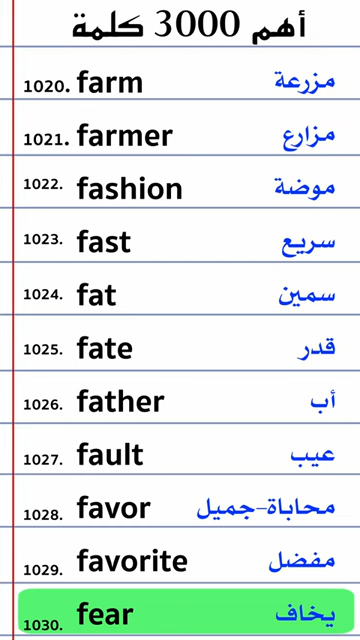 أهم 3000 كلمة
1020. farm مزرعة
1021. farmer مزارع
1022. fashion موضة
1023. fast سريع
1024. fat سمين
1025. fate قدر
1026. father أب
1027. fault عيب
1028. favor محاباة-جميل
1029. favorite مفضل
1030. fear يخاف